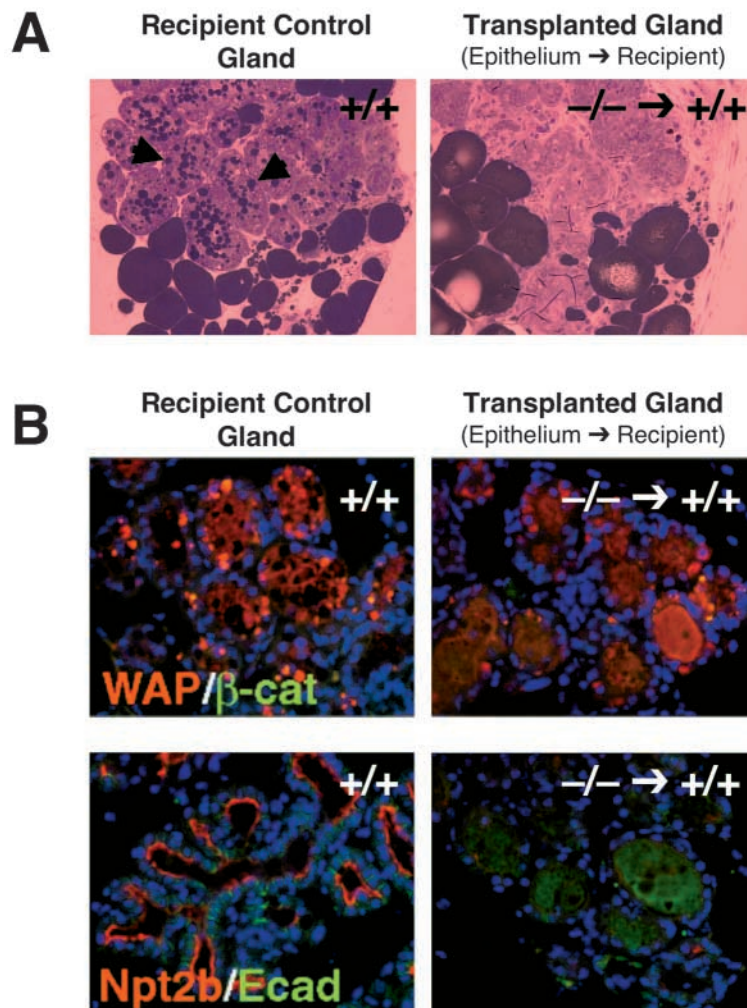 A
Recipient Control
Gland
Transplanted Gland
(Epithelium ➔ Recipient)
+/+
–/– ➔ +/+
B
Recipient Control
Gland
Transplanted Gland
(Epithelium ➔ Recipient)
+/+
–/– ➔ +/+
WAP/β-cat
+/+
–/– ➔ +/+
Npt2b/Ecad